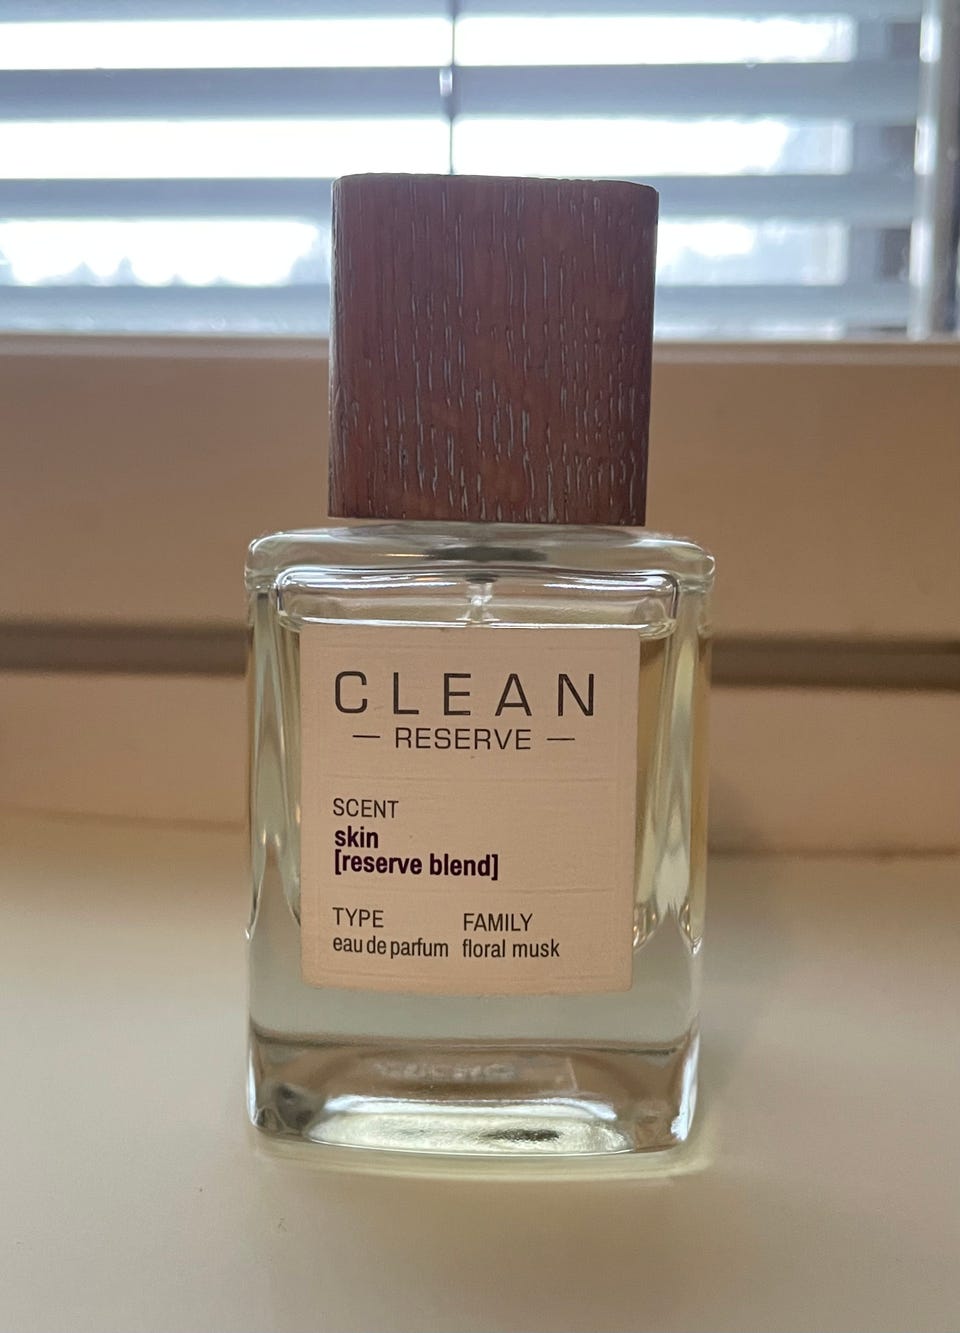 CLEAN
— RESERVE —
SCENT
skin
[reserve blend]
TYPE FAMILY
eau de parfum floral musk